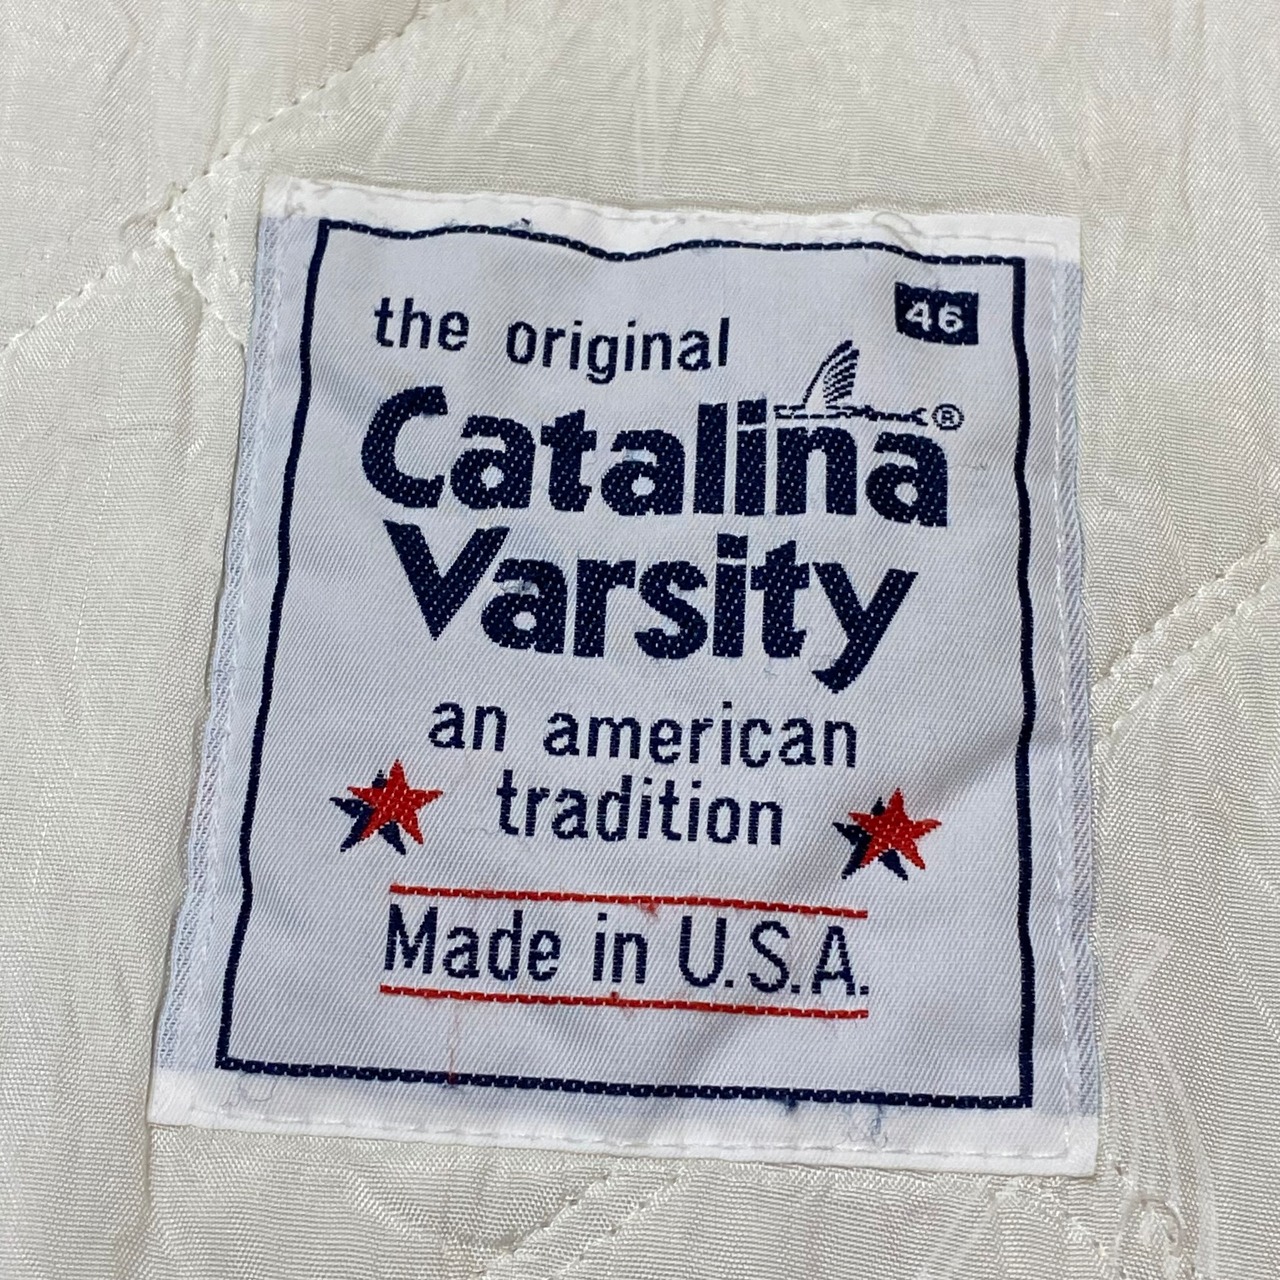 46
the original
Catalina®
Varsity
an american
tradition
Made in U.S.A.